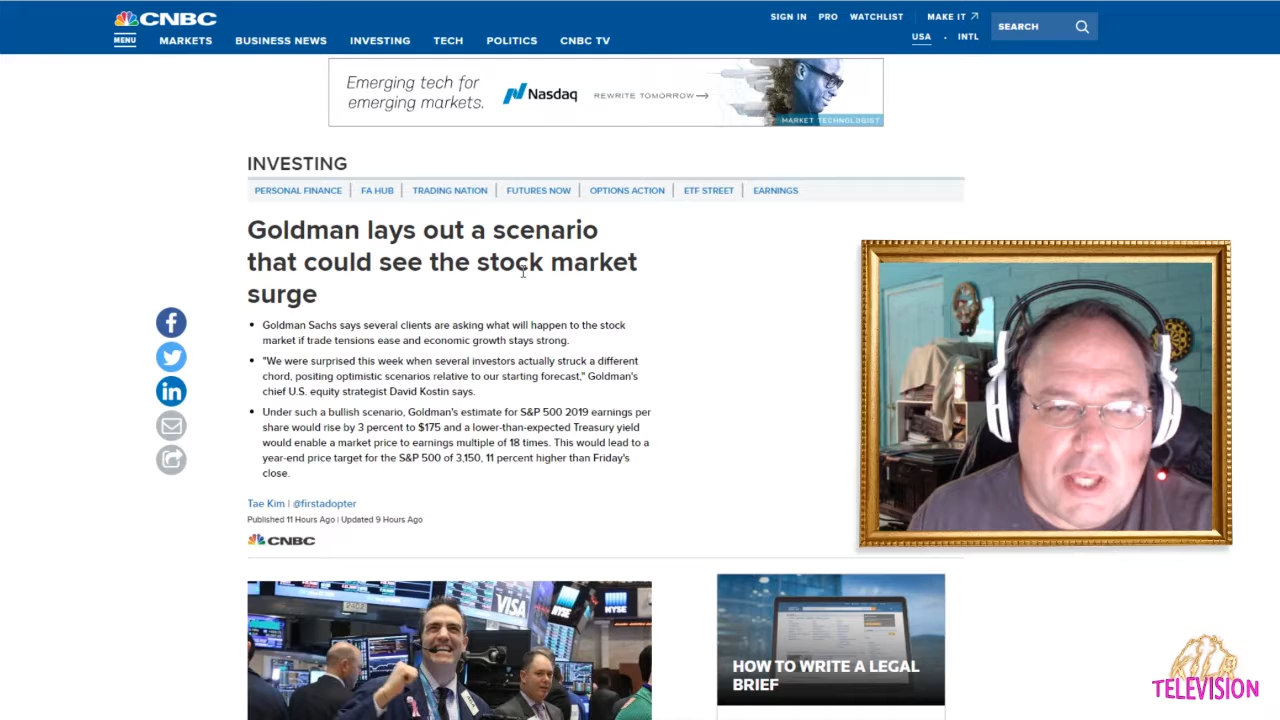 CNBC
SIGN IN PRO WATCHLIST MAKE IT
SEARCH
MENU MARKETS BUSINESS NEWS INVESTING TECH POLITICS CNBC TV
USA · INTL
Emerging tech for
emerging markets.
Nasdaq
REWRITE TOMORROW
MARKET TECHNOLOGIST
INVESTING
PERSONAL FINANCE | FA HUB | TRADING NATION | FUTURES NOW | OPTIONS ACTION | ETF STREET | EARNINGS
Goldman lays out a scenario
that could see the stock market
surge
• Goldman Sachs says several clients are asking what will happen to the stock
market if trade tensions ease and economic growth stays strong.
• "We were surprised this week when several investors actually struck a different
chord, positing optimistic scenarios relative to our starting forecast," Goldman's
chief U.S. equity strategist David Kostin says.
• Under such a bullish scenario, Goldman's estimate for S&P 500 2019 earnings per
share would rise by 3 percent to $175 and a lower-than-expected Treasury yield
would enable a market price to earnings multiple of 18 times. This would lead to a
year-end price target for the S&P 500 of 3,150, 11 percent higher than Friday's
close.
Tae Kim | @firstadopter
Published 11 Hours Ago | Updated 9 Hours Ago
CNBC
VISA
NYSE
HOW TO WRITE A LEGAL
BRIEF
TELEVISION